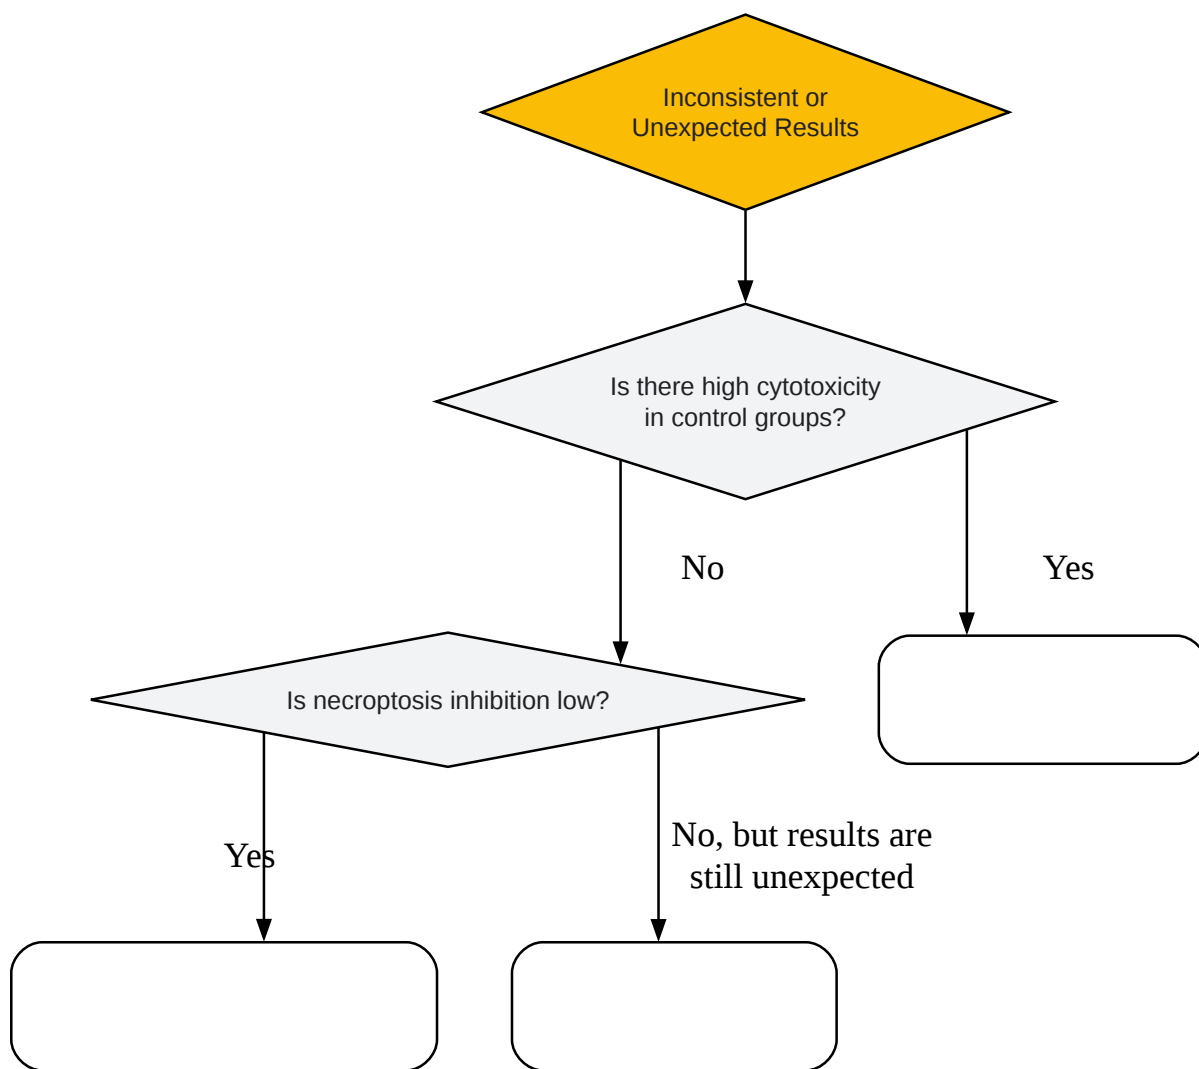 Inconsistent or
Unexpected Results
Is there high cytotoxicity
in control groups?
No
Yes
Is necroptosis inhibition low?
Yes
No, but results are
still unexpected